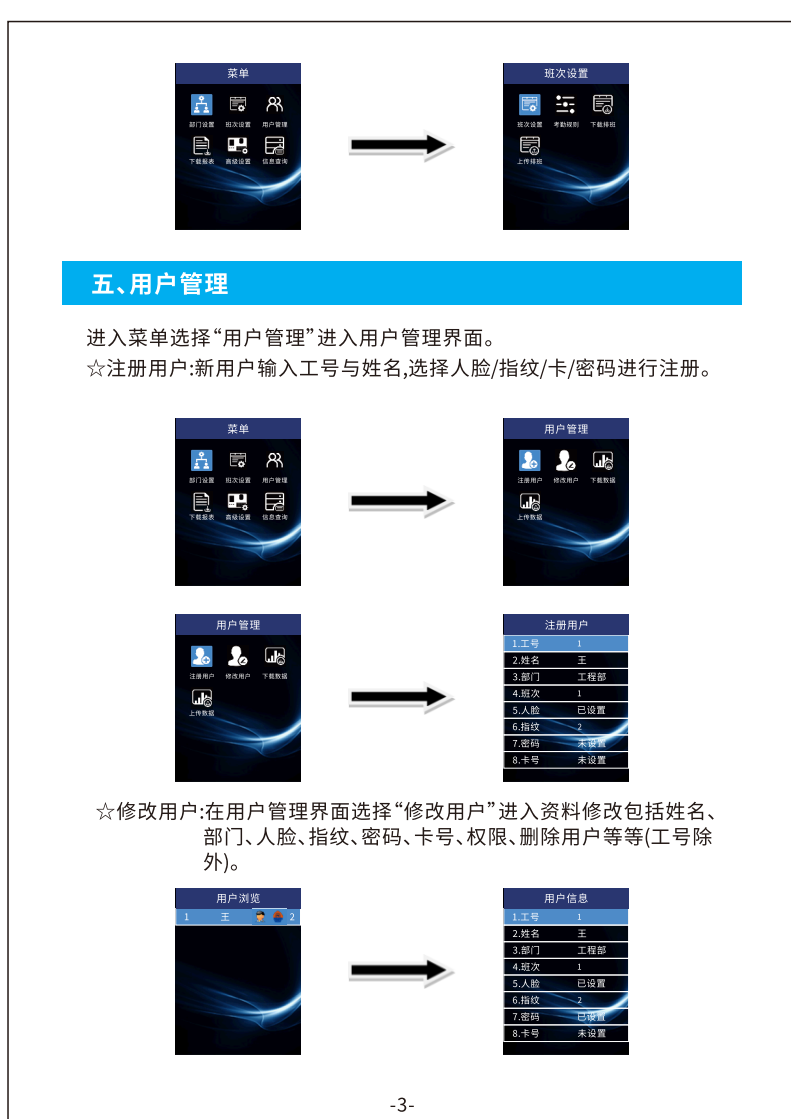 菜单
部门设置 班次设置 用户管理
下载报表 高级设置 信息查询
班次设置
班次设置 考勤规则 下载排班
上传排班
五、用户管理
进入菜单选择“用户管理”进入用户管理界面。
☆注册用户:新用户输入工号与姓名,选择人脸/指纹/卡/密码进行注册。
菜单
部门设置 班次设置 用户管理
下载报表 高级设置 信息查询
用户管理
注册用户 修改用户 下载数据
上传数据
用户管理
注册用户 修改用户 下载数据
上传数据
注册用户
1.工号 1
2.姓名 王
3.部门 工程部
4.班次 1
5.人脸 已设置
6.指纹 2
7.密码 未设置
8.卡号 未设置
☆修改用户:在用户管理界面选择“修改用户”进入资料修改包括姓名、
部门、人脸、指纹、密码、卡号、权限、删除用户等等(工号除
外)。
用户浏览
1 王 2
用户信息
1.工号 1
2.姓名 王
3.部门 工程部
4.班次 1
5.人脸 已设置
6.指纹 2
7.密码 已设置
8.卡号 未设置
-3-